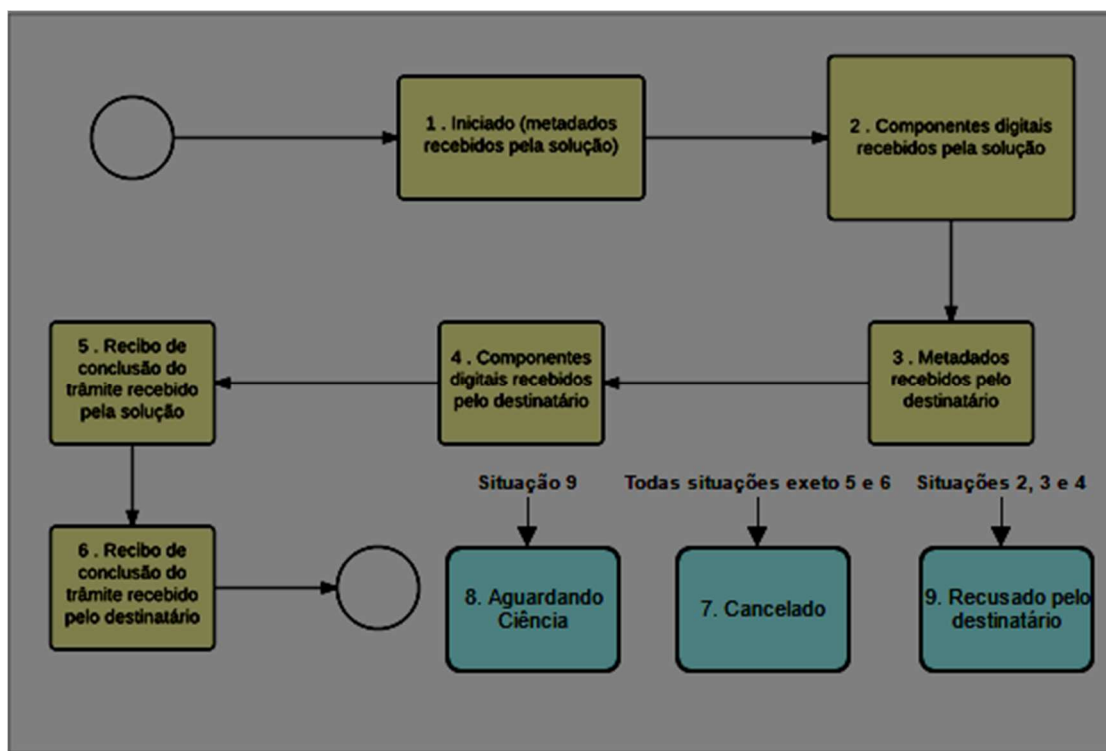 1 . Iniciado (metadados
recebidos pela solução)
2 . Componentes digitais
recebidos pela solução
5 . Recibo de
conclusão do
trâmite recebido
pela solução
4 . Componentes
digitais recebidos
pelo destinatário
3 . Metadados
recebidos pelo
destinatário
Situação 9
Todas situações exeto 5 e 6
Situações 2, 3 e 4
6 . Recibo de
conclusão do
trâmite recebido
pelo destinatário
8. Aguardando
Ciência
7. Cancelado
9. Recusado pelo
destinatário